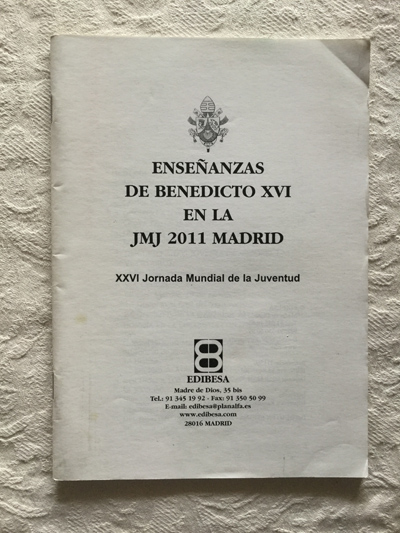 ENSEÑANZAS
DE BENEDICTO XVI
EN LA
JMJ 2011 MADRID
XXVI Jornada Mundial de la Juventud
EDIBESA
Madre de Dios, 35 bis
Tel.: 91 345 19 92 - Fax: 91 350 50 99
E-mail: edibesa@planalfa.es
www.edibesa.com
28016 MADRID